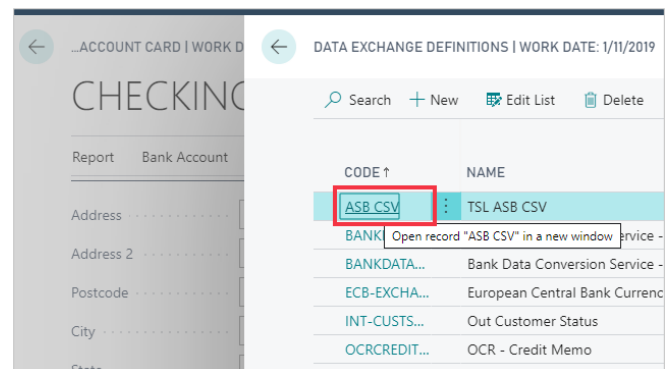 ...ACCOUNT CARD | WORK D
CHECKING
Report Bank Account
Address
Address 2
Postcode
City
State
DATA EXCHANGE DEFINITIONS | WORK DATE: 1/11/2019
Search + New Edit List Delete
CODE ↑ NAME
ASB CSV TSL ASB CSV
Open record "ASB CSV" in a new window
BANKDATA... Bank Data Conversion Service -
ECB-EXCHA... European Central Bank Currenc
INT-CUSTS... Out Customer Status
OCRCREDIT... OCR - Credit Memo